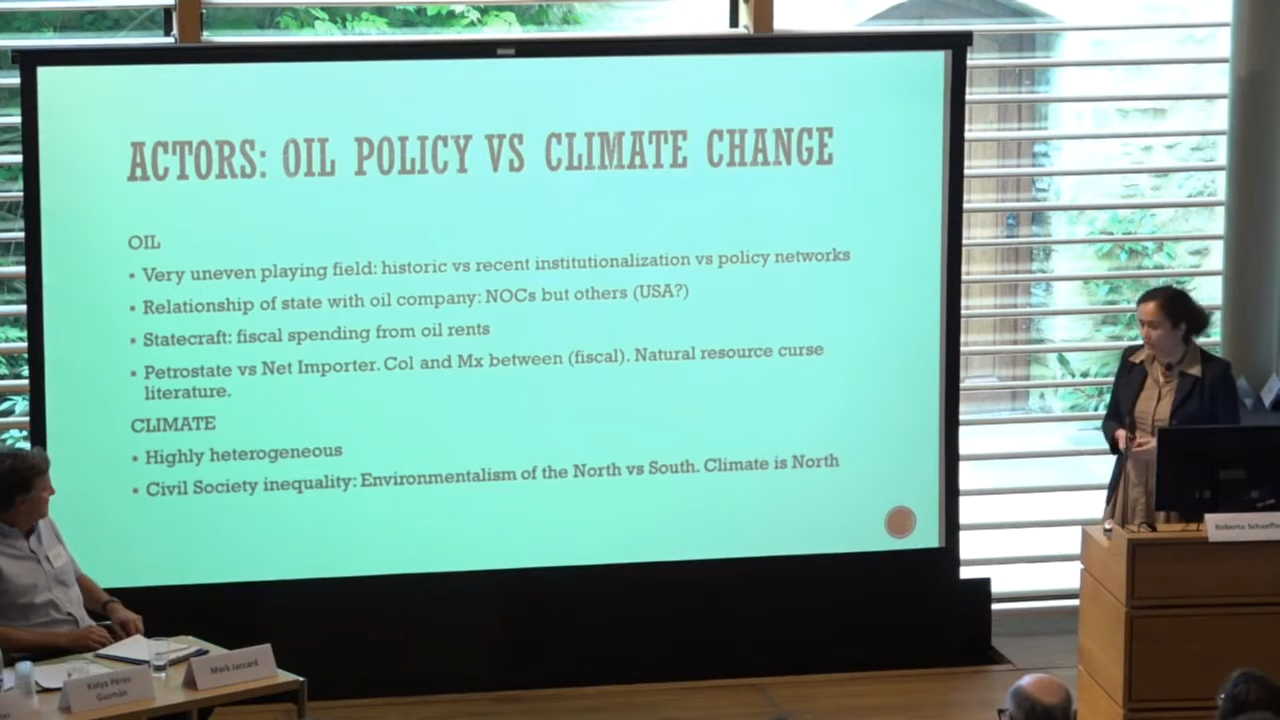 ACTORS: OIL POLICY VS CLIMATE CHANGE
OIL
▪ Very uneven playing field: historic vs recent institutionalization vs policy networks
▪ Relationship of state with oil company: NOCs but others (USA?)
▪ Statecraft: fiscal spending from oil rents
▪ Petrostate vs Net Importer. Col and Mx between (fiscal). Natural resource curse
literature.
CLIMATE
▪ Highly heterogeneous
▪ Civil Society inequality: Environmentalism of the North vs South. Climate is North
Roberto
Mark Jaccard
Katya Pérez
Guzmán